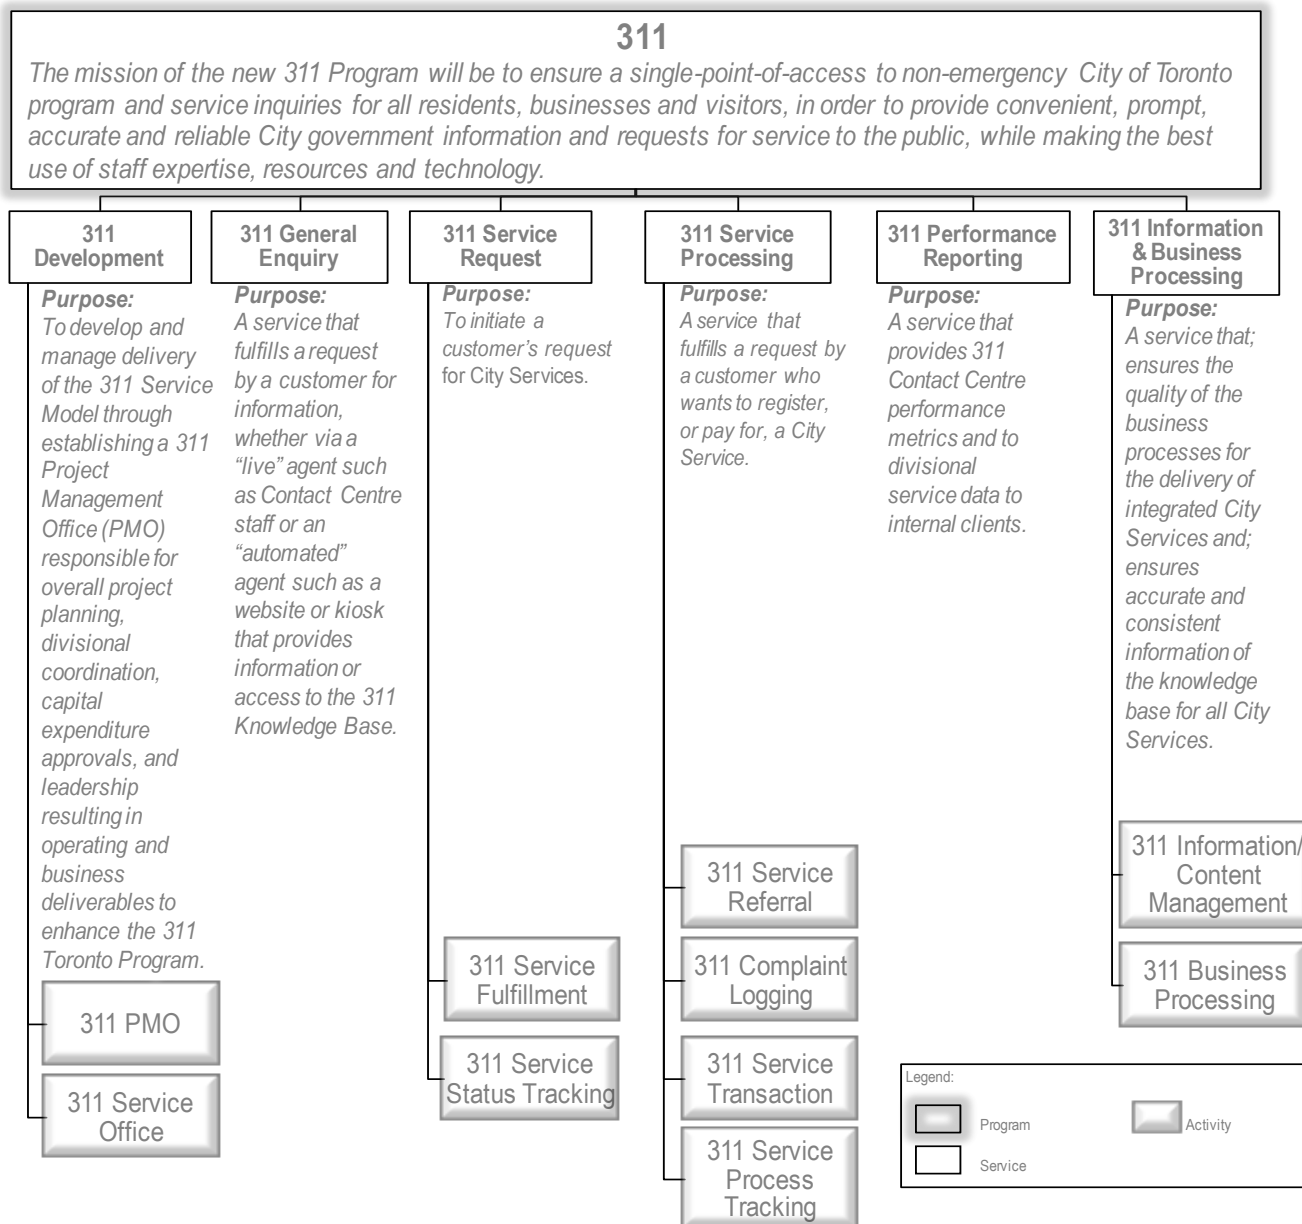 311
The mission of the new 311 Program will be to ensure a single-point-of-access to non-emergency City of Toronto
program and service inquiries for all residents, businesses and visitors, in order to provide convenient, prompt,
accurate and reliable City government information and requests for service to the public, while making the best
use of staff expertise, resources and technology.
311
Development
Purpose:
To develop and
manage delivery
of the 311 Service
Model through
establishing a 311
Project
Management
Office (PMO)
responsible for
overall project
planning,
divisional
coordination,
capital
expenditure
approvals, and
leadership
resulting in
operating and
business
deliverables to
enhance the 311
Toronto Program.
311 PMO
311 Service
Office
311 General
Enquiry
Purpose:
A service that
fulfills a request
by a customer for
information,
whether via a
“live” agent such
as Contact Centre
staff or an
“automated”
agent such as a
website or kiosk
that provides
information or
access to the 311
Knowledge Base.
311 Service
Request
Purpose:
To initiate a
customer’s request
for City Services.
311 Service
Fulfillment
311 Service
Status Tracking
311 Service
Processing
Purpose:
A service that
fulfills a request by
a customer who
wants to register,
or pay for, a City
Service.
311 Service
Referral
311 Complaint
Logging
311 Service
Transaction
311 Service
Process
Tracking
311 Performance
Reporting
Purpose:
A service that
provides 311
Contact Centre
performance
metrics and to
divisional
service data to
internal clients.
311 Information
& Business
Processing
Purpose:
A service that;
ensures the
quality of the
business
processes for
the delivery of
integrated City
Services and;
ensures
accurate and
consistent
information of
the knowledge
base for all City
Services.
311 Information/
Content
Management
311 Business
Processing
Legend:
Program
Activity
Service